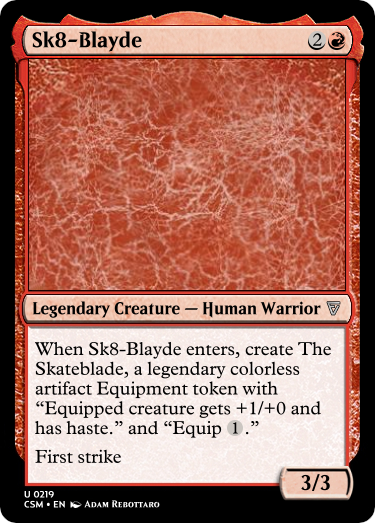 Sk8-Blayde 2
Legendary Creature — Human Warrior
When Sk8-Blayde enters, create The
Skateblade, a legendary colorless
artifact Equipment token with
“Equipped creature gets +1/+0 and
has haste.” and “Equip 1.”
First strike
3/3
U 0219
CSM • EN Adam Rebottaro